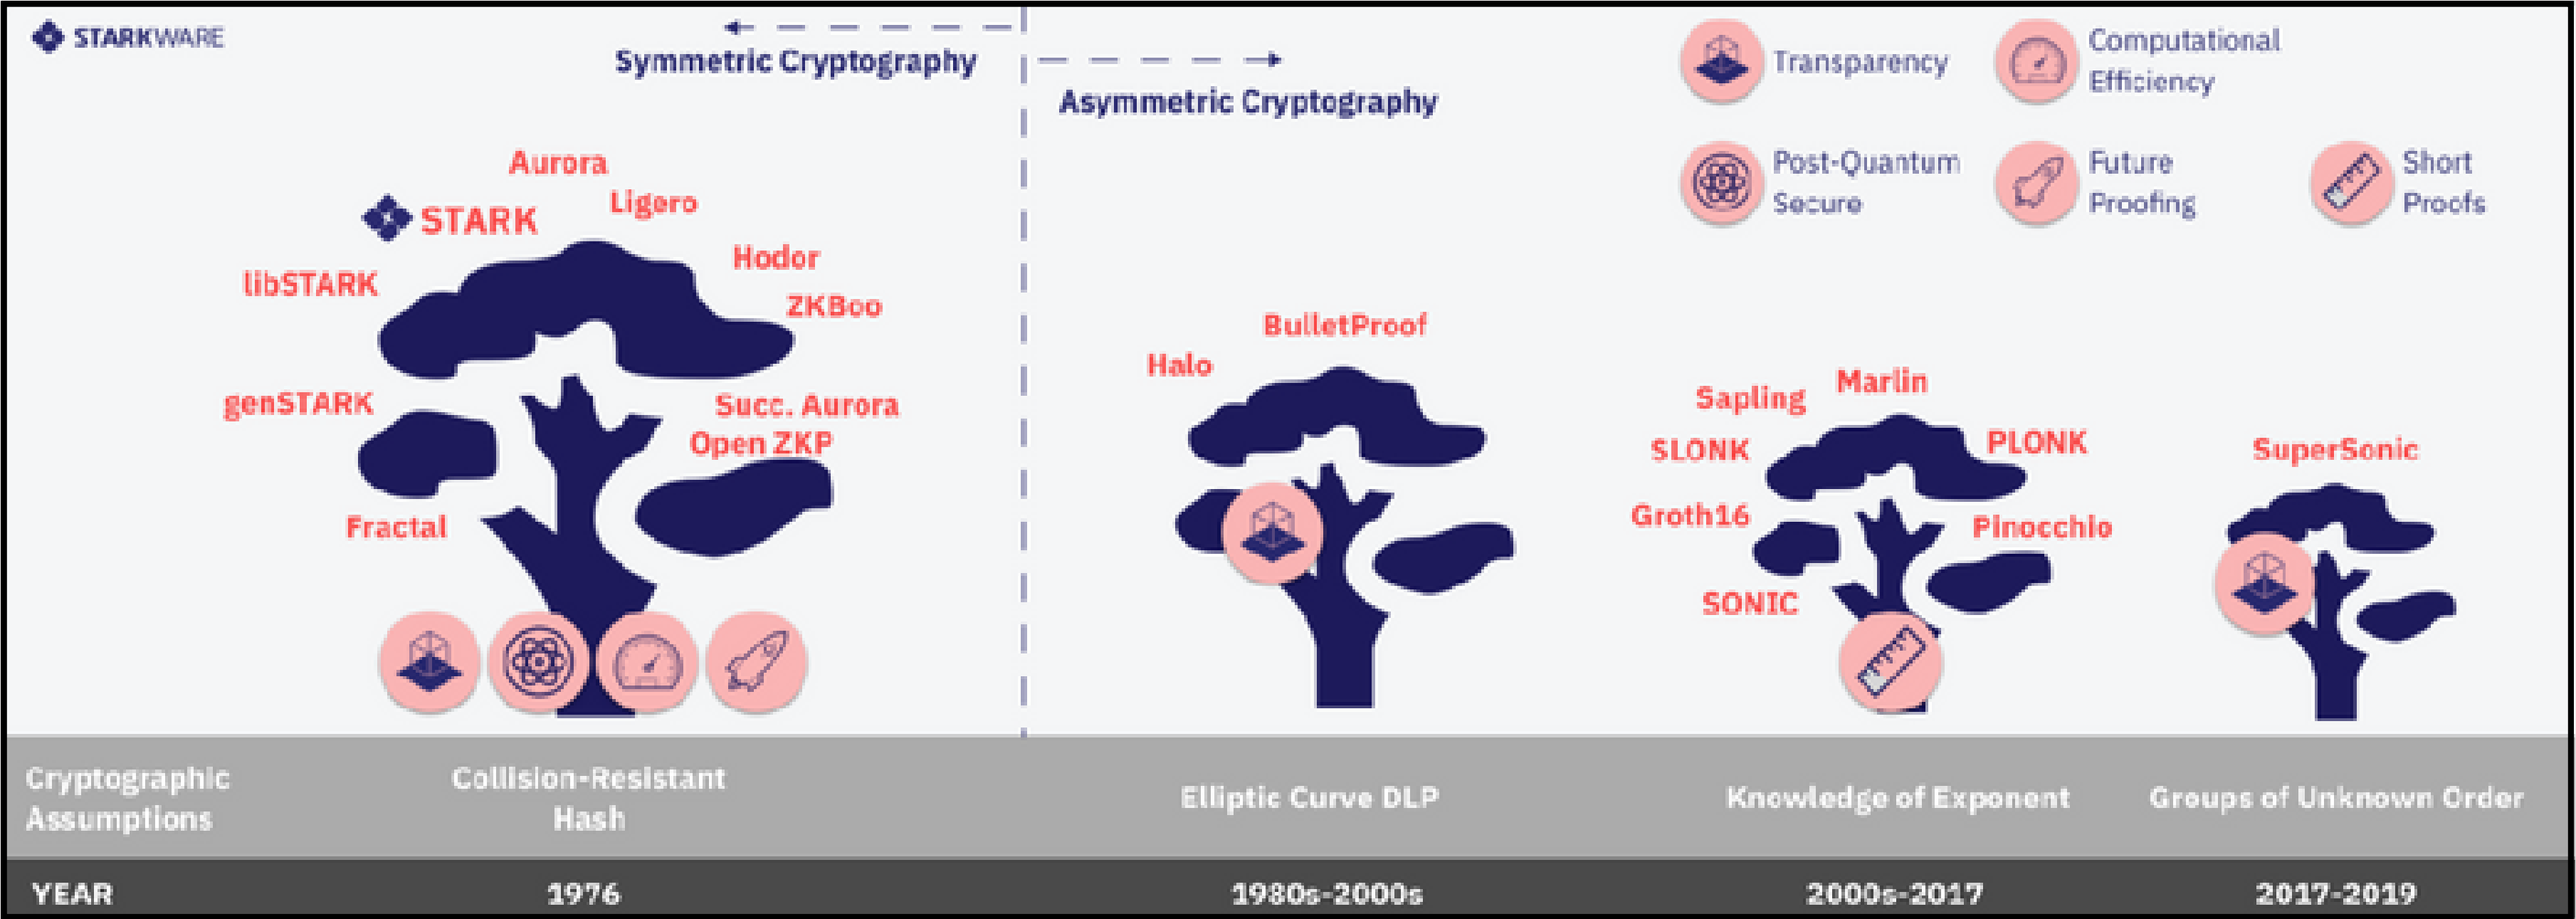 STARKWARE
Symmetric Cryptography
Asymmetric Cryptography
Transparency
Computational
Efficiency
Post-Quantum
Secure
Future
Proofing
Short
Proofs
Aurora
Ligero
STARK
Hodor
libSTARK
ZKBoo
genSTARK
Succ. Aurora
Open ZKP
Fractal
BulletProof
Halo
Marlin
Sapling
SLONK
PLONK
Groth16
Pinocchio
SONIC
SuperSonic
Cryptographic
Assumptions
Collision-Resistant
Hash
Elliptic Curve DLP
Knowledge of Exponent
Groups of Unknown Order
YEAR
1976
1980s-2000s
2000s-2017
2017-2019